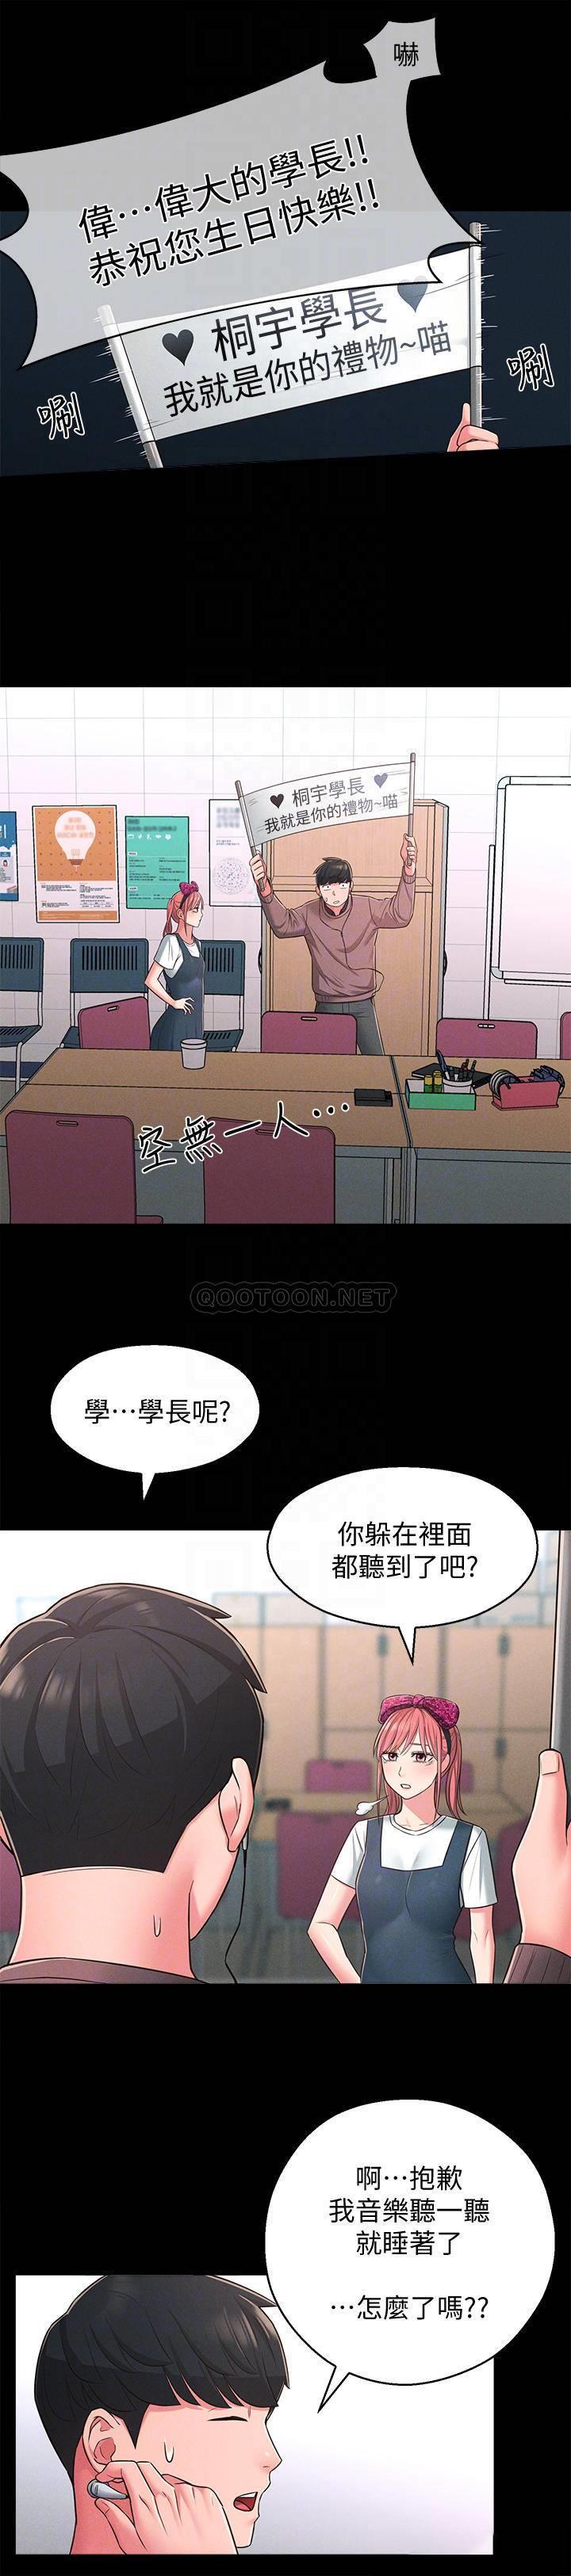 嚇
偉…偉大的學長!!
恭祝您生日快樂!!
♥ 桐宇學長 ♥
我就是你的禮物~喵
唰
唰
♥ 桐宇學長 ♥
我就是你的禮物~喵
空無一人…
QOOTOON.NET
學…學長呢?
你躲在裡面
都聽到了吧?
啊…抱歉
我音樂聽一聽
就睡著了
…怎麼了嗎??